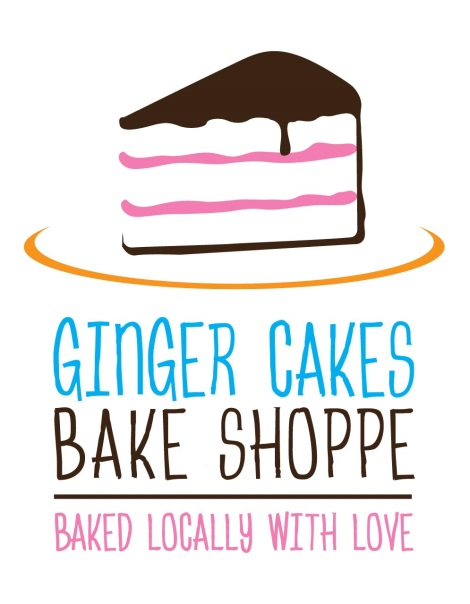 GINGER CAKES
BAKE SHOPPE
BAKED LOCALLY WITH LOVE